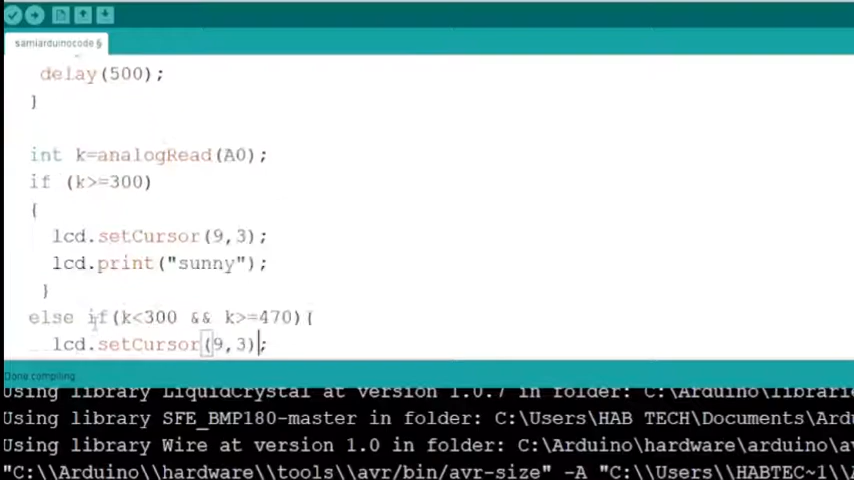 samiarduinocode §
delay(500);
}
int k=analogRead(A0);
if (k>=300)
{
lcd.setCursor(9,3);
lcd.print("sunny");
}
else if(k<300 && k>=470){
lcd.setCursor(9,3);
Done compiling.
Using library LiquidCrystal at version 1.0.7 in folder: C:\Arduino\librarie
Using library SFE_BMP180-master in folder: C:\Users\HAB TECH\Documents\Ardu
Using library Wire at version 1.0 in folder: C:\Arduino\hardware\arduino\av
"C:\\Arduino\\hardware\\tools\\avr/bin/avr-size" -A "C:\\Users\\HABTEC~1\\A